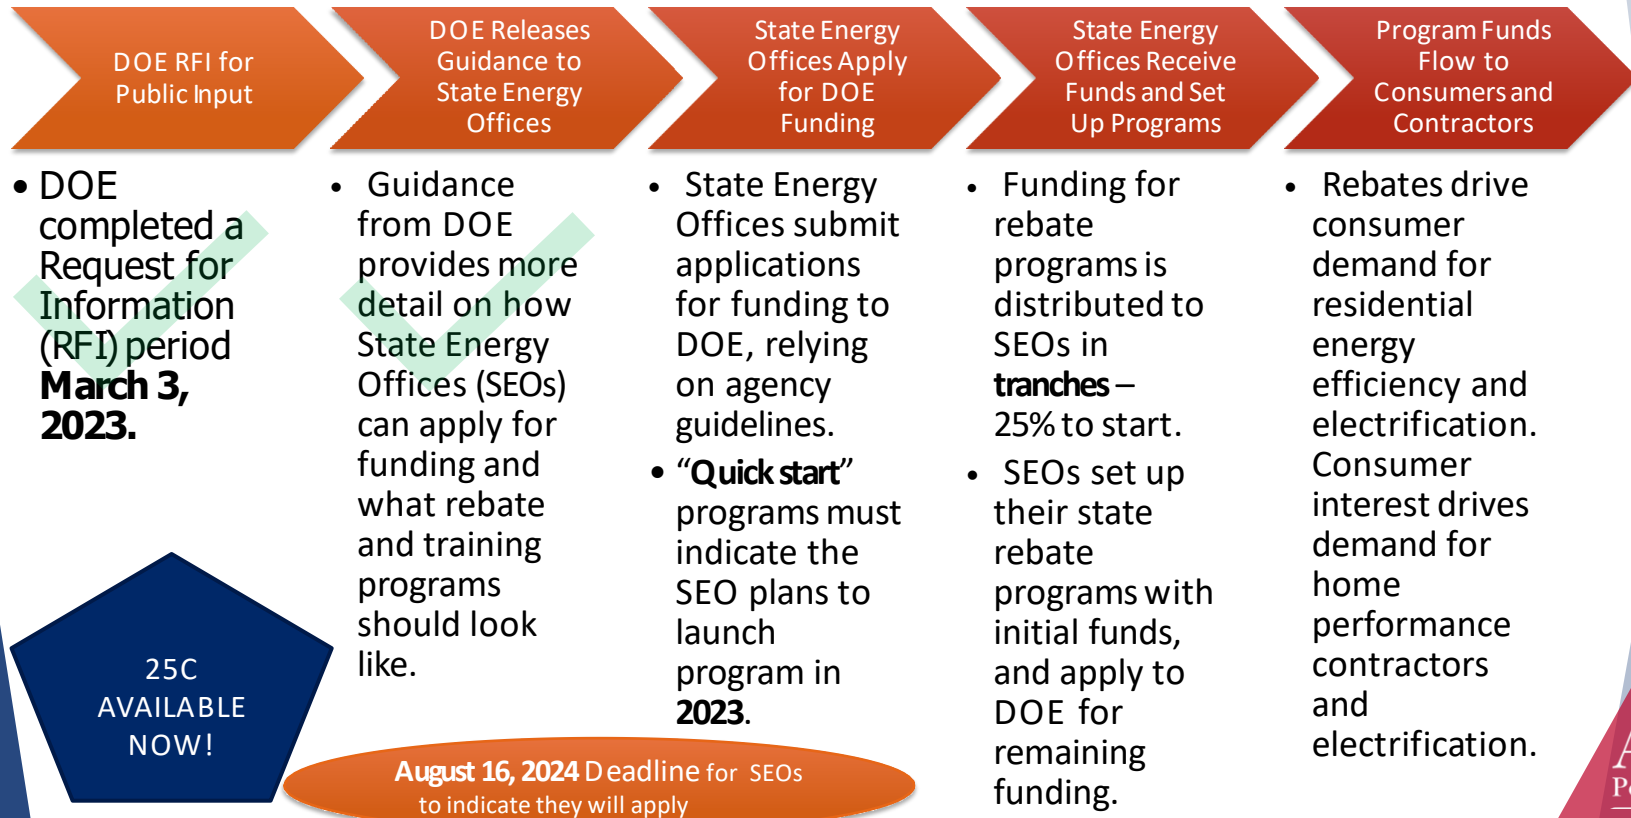 DOE RFI for
Public Input
DOE Releases
Guidance to
State Energy
Offices
State Energy
Offices Apply
for DOE
Funding
State Energy
Offices Receive
Funds and Set
Up Programs
Program Funds
Flow to
Consumers and
Contractors
• DOE
completed a
Request for
Information
(RFI) period
March 3,
2023.
• Guidance
from DOE
provides more
detail on how
State Energy
Offices (SEOs)
can apply for
funding and
what rebate
and training
programs
should look
like.
• State Energy
Offices submit
applications
for funding to
DOE, relying
on agency
guidelines.
• “Quick start”
programs must
indicate the
SEO plans to
launch
program in
2023.
• Funding for
rebate
programs is
distributed to
SEOs in
tranches –
25% to start.
• SEOs set up
their state
rebate
programs with
initial funds,
and apply to
DOE for
remaining
funding.
• Rebates drive
consumer
demand for
residential
energy
efficiency and
electrification.
Consumer
interest drives
demand for
home
performance
contractors
and
electrification.
25C
AVAILABLE
NOW!
August 16, 2024 Deadline for SEOs
to indicate they will apply